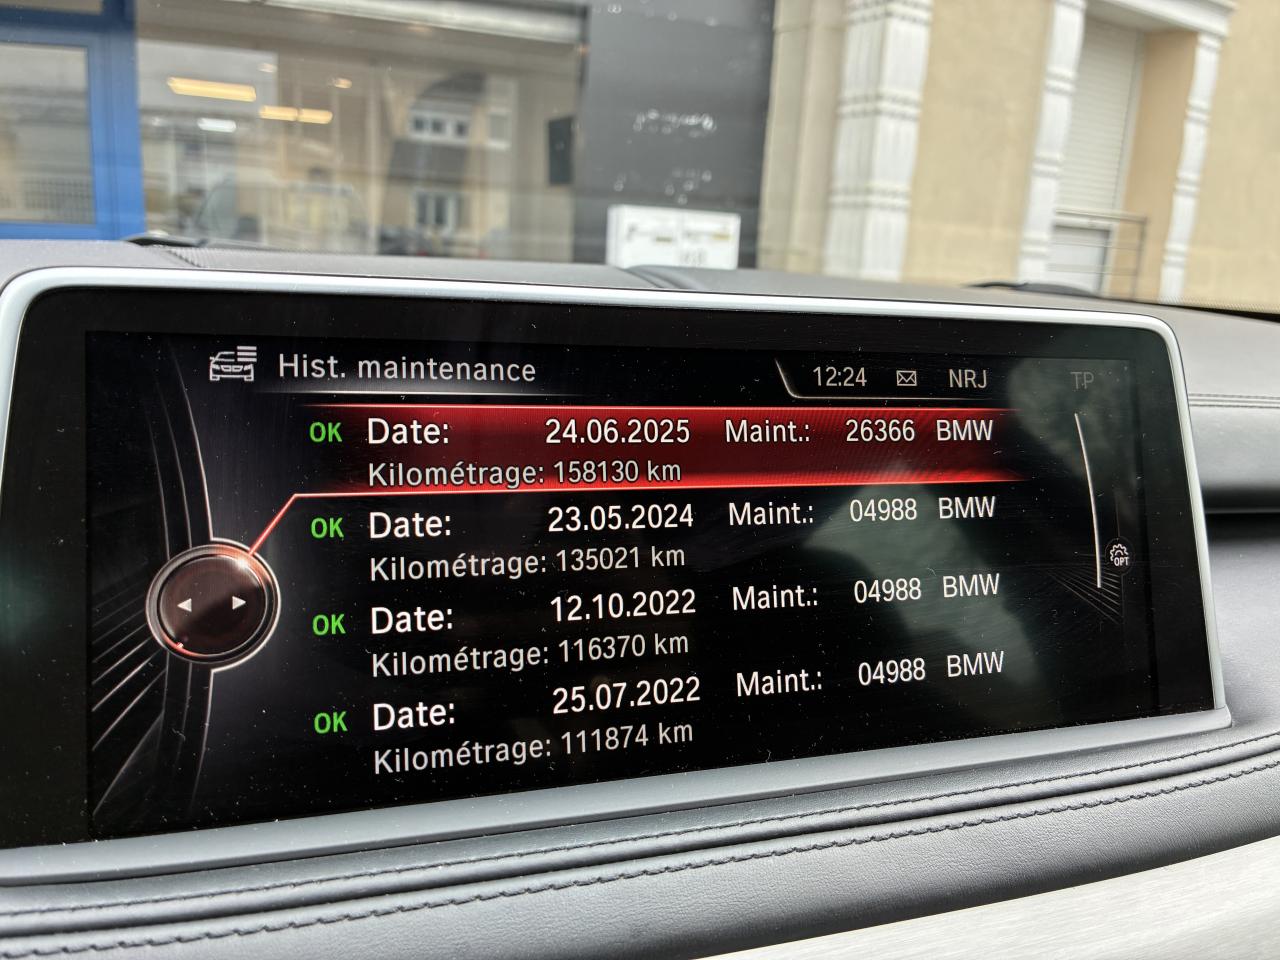 Hist. maintenance 12:24 NRJ TP
OK Date: 24.06.2025 Maint.: 26366 BMW
Kilométrage: 158130 km
OK Date: 23.05.2024 Maint.: 04988 BMW
Kilométrage: 135021 km
OPT
OK Date: 12.10.2022 Maint.: 04988 BMW
Kilométrage: 116370 km
OK Date: 25.07.2022 Maint.: 04988 BMW
Kilométrage: 111874 km